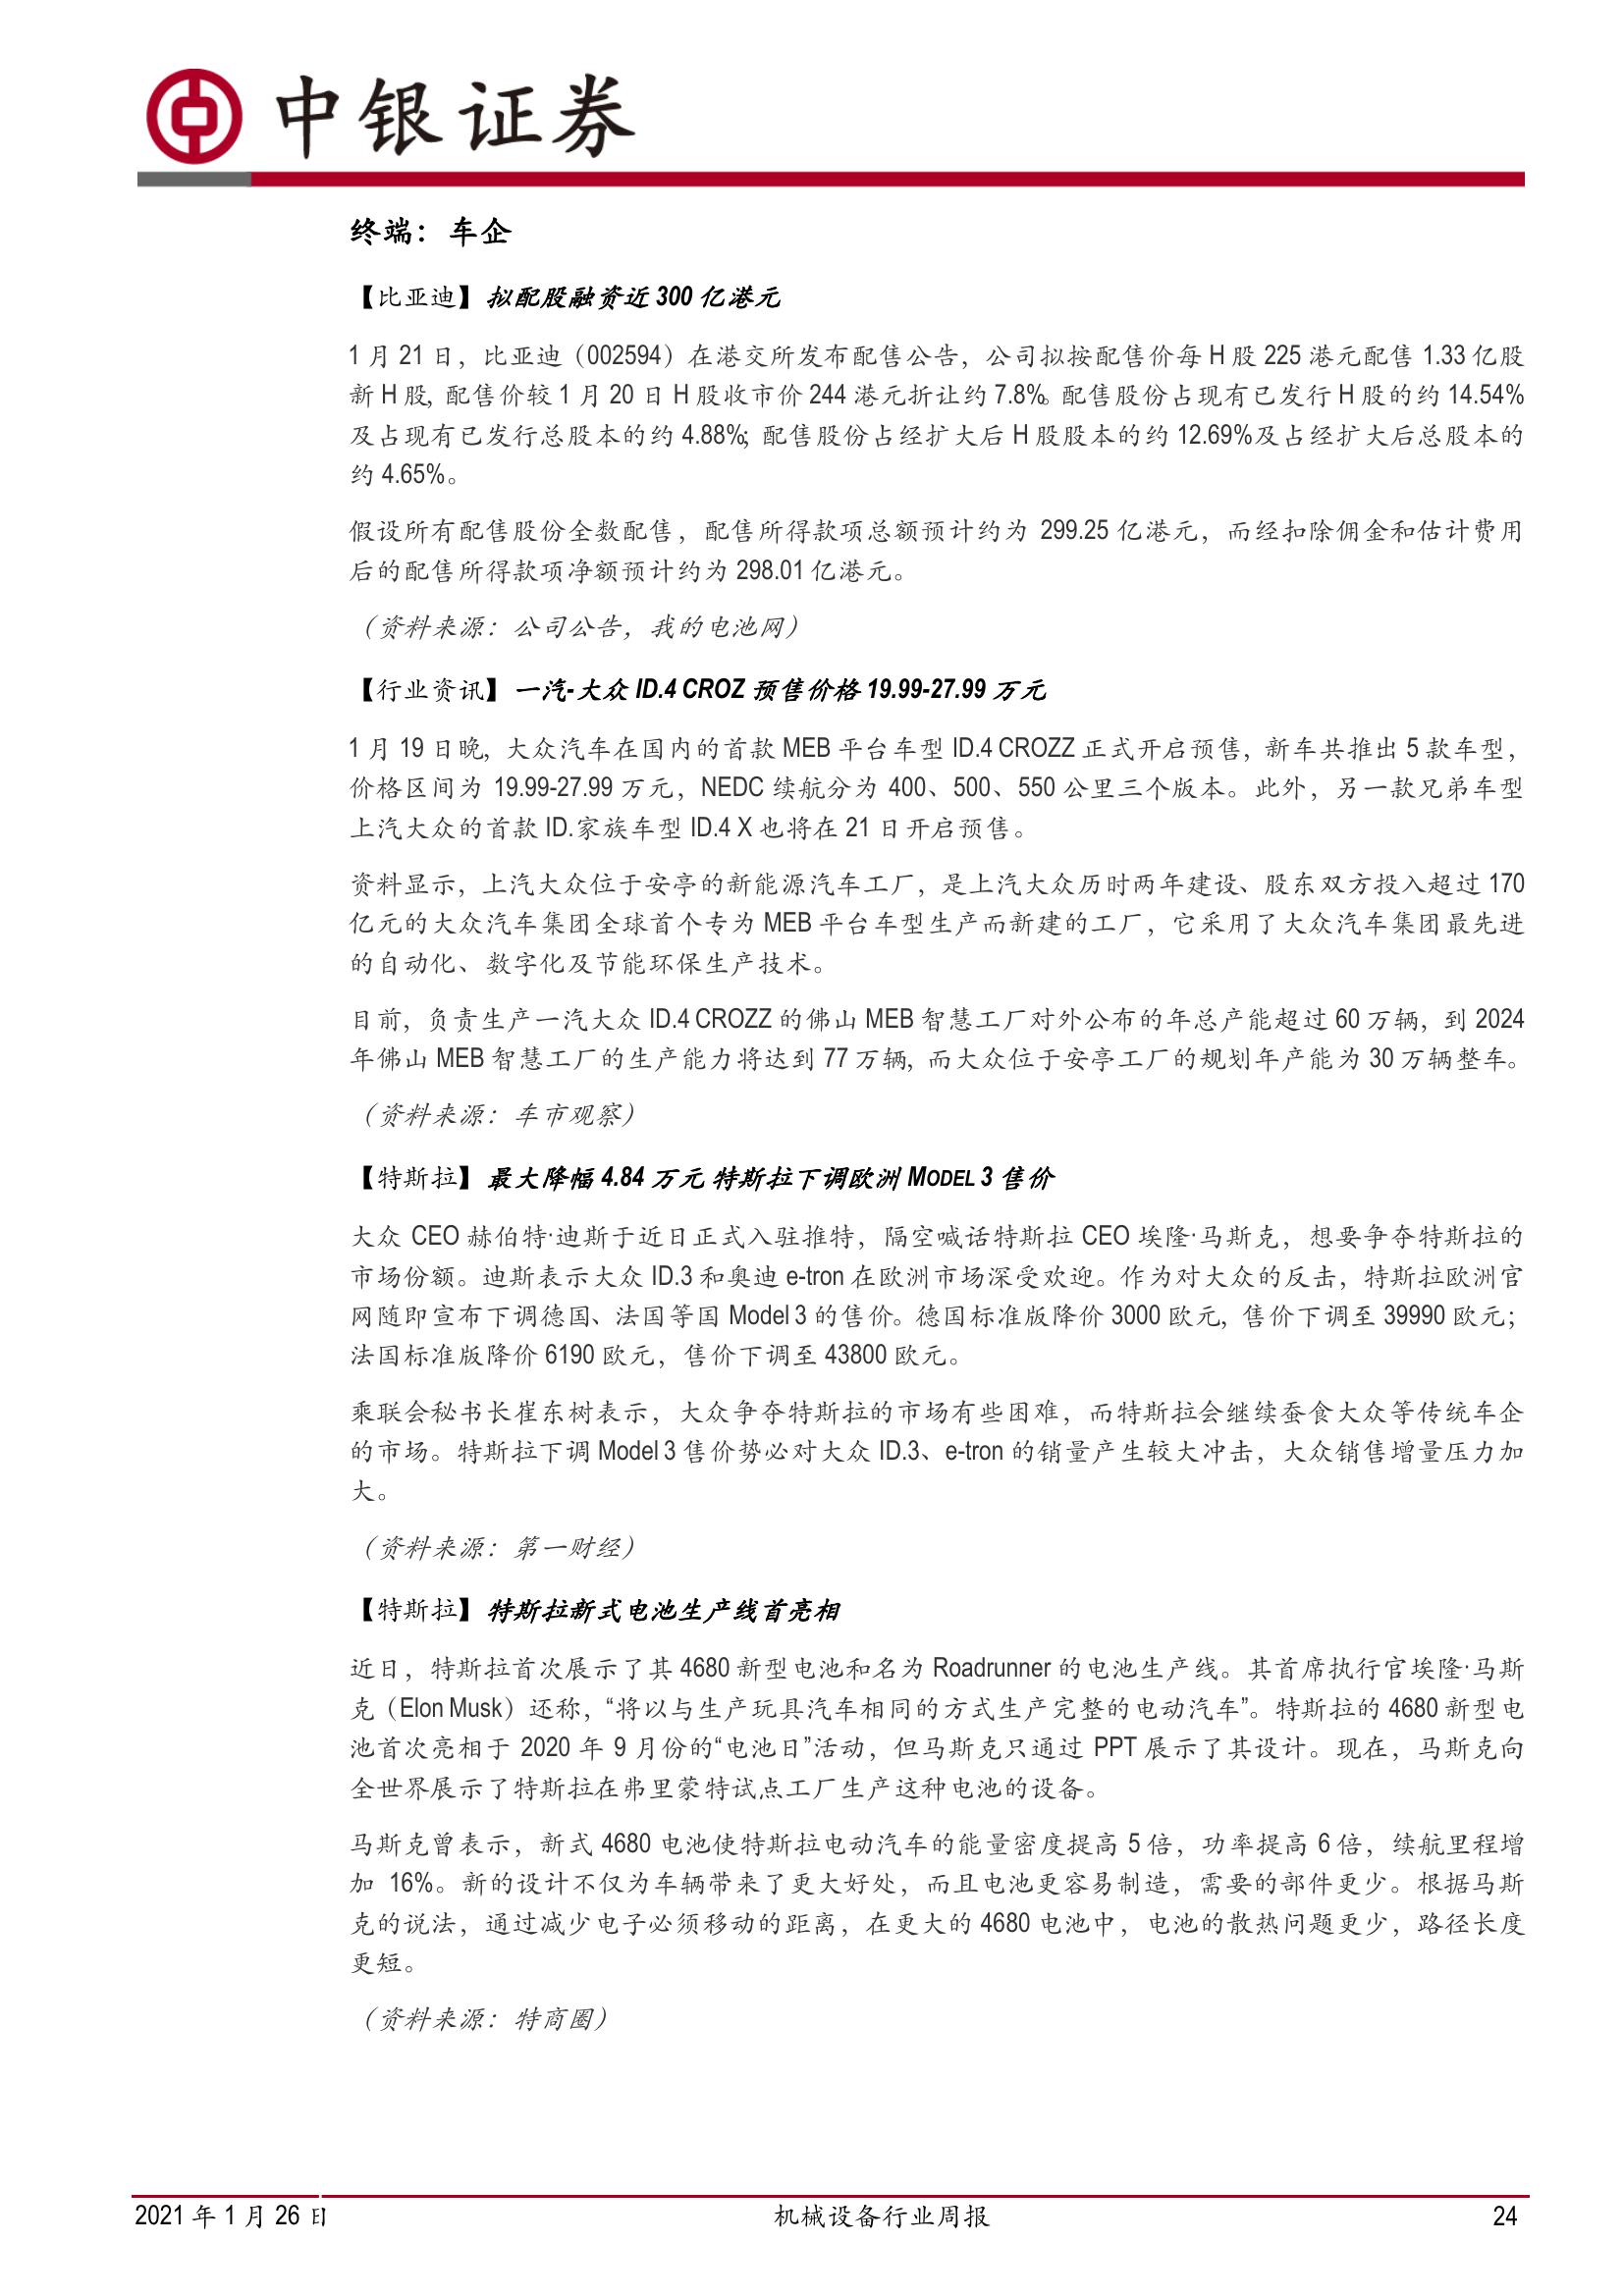 中银证券
终端：车企
【比亚迪】拟配股融资近 300 亿港元
1 月 21 日，比亚迪（002594）在港交所发布配售公告，公司拟按配售价每 H 股 225 港元配售 1.33 亿股
新 H 股，配售价较 1 月 20 日 H 股收市价 244 港元折让约 7.8%。配售股份占现有已发行 H 股的约 14.54%
及占现有已发行总股本的约 4.88%；配售股份占经扩大后 H 股股本的约 12.69%及占经扩大后总股本的
约 4.65%。
假设所有配售股份全数配售，配售所得款项总额预计约为 299.25 亿港元，而经扣除佣金和估计费用
后的配售所得款项净额预计约为 298.01 亿港元。
（资料来源：公司公告，我的电池网）
【行业资讯】一汽-大众 ID.4 CROZ 预售价格 19.99-27.99 万元
1 月 19 日晚，大众汽车在国内的首款 MEB 平台车型 ID.4 CROZZ 正式开启预售，新车共推出 5 款车型，
价格区间为 19.99-27.99 万元，NEDC 续航分为 400、500、550 公里三个版本。此外，另一款兄弟车型
上汽大众的首款 ID.家族车型 ID.4 X 也将在 21 日开启预售。
资料显示，上汽大众位于安亭的新能源汽车工厂，是上汽大众历时两年建设、股东双方投入超过 170
亿元的大众汽车集团全球首个专为 MEB 平台车型生产而新建的工厂，它采用了大众汽车集团最先进
的自动化、数字化及节能环保生产技术。
目前，负责生产一汽大众 ID.4 CROZZ 的佛山 MEB 智慧工厂对外公布的年总产能超过 60 万辆，到 2024
年佛山 MEB 智慧工厂的生产能力将达到 77 万辆，而大众位于安亭工厂的规划年产能为 30 万辆整车。
（资料来源：车市观察）
【特斯拉】最大降幅 4.84 万元 特斯拉下调欧洲 MODEL 3 售价
大众 CEO 赫伯特·迪斯于近日正式入驻推特，隔空喊话特斯拉 CEO 埃隆·马斯克，想要争夺特斯拉的
市场份额。迪斯表示大众 ID.3 和奥迪 e-tron 在欧洲市场深受欢迎。作为对大众的反击，特斯拉欧洲官
网随即宣布下调德国、法国等国 Model 3 的售价。德国标准版降价 3000 欧元，售价下调至 39990 欧元；
法国标准版降价 6190 欧元，售价下调至 43800 欧元。
乘联会秘书长崔东树表示，大众争夺特斯拉的市场有些困难，而特斯拉会继续蚕食大众等传统车企
的市场。特斯拉下调 Model 3 售价势必对大众 ID.3、e-tron 的销量产生较大冲击，大众销售增量压力加
大。
（资料来源：第一财经）
【特斯拉】特斯拉新式电池生产线首亮相
近日，特斯拉首次展示了其 4680 新型电池和名为 Roadrunner 的电池生产线。其首席执行官埃隆·马斯
克（Elon Musk）还称，“将以与生产玩具汽车相同的方式生产完整的电动汽车”。特斯拉的 4680 新型电
池首次亮相于 2020 年 9 月份的“电池日”活动，但马斯克只通过 PPT 展示了其设计。现在，马斯克向
全世界展示了特斯拉在弗里蒙特试点工厂生产这种电池的设备。
马斯克曾表示，新式 4680 电池使特斯拉电动汽车的能量密度提高 5 倍，功率提高 6 倍，续航里程增
加 16%。新的设计不仅为车辆带来了更大好处，而且电池更容易制造，需要的部件更少。根据马斯
克的说法，通过减少电子必须移动的距离，在更大的 4680 电池中，电池的散热问题更少，路径长度
更短。
（资料来源：特商圈）
2021 年 1 月 26 日 机械设备行业周报 24